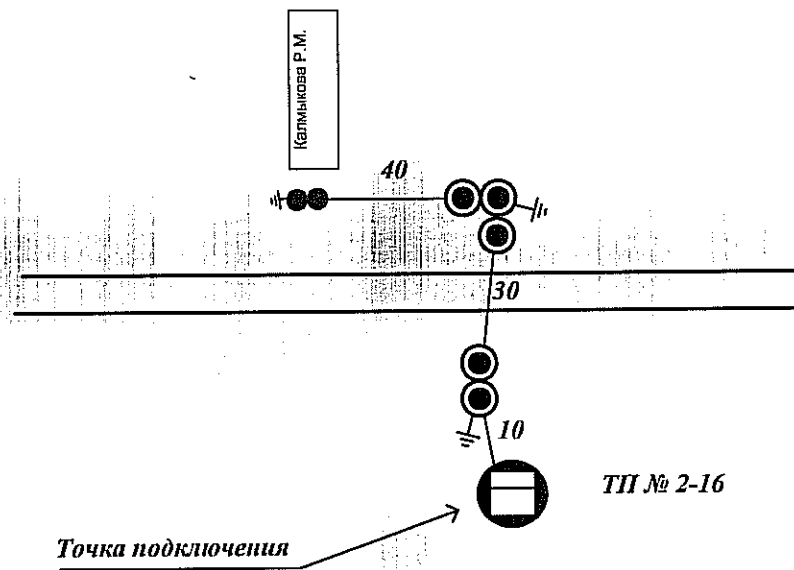 Калмыкова Р.М.
40
30
10
ТП № 2-16
Точка подключения